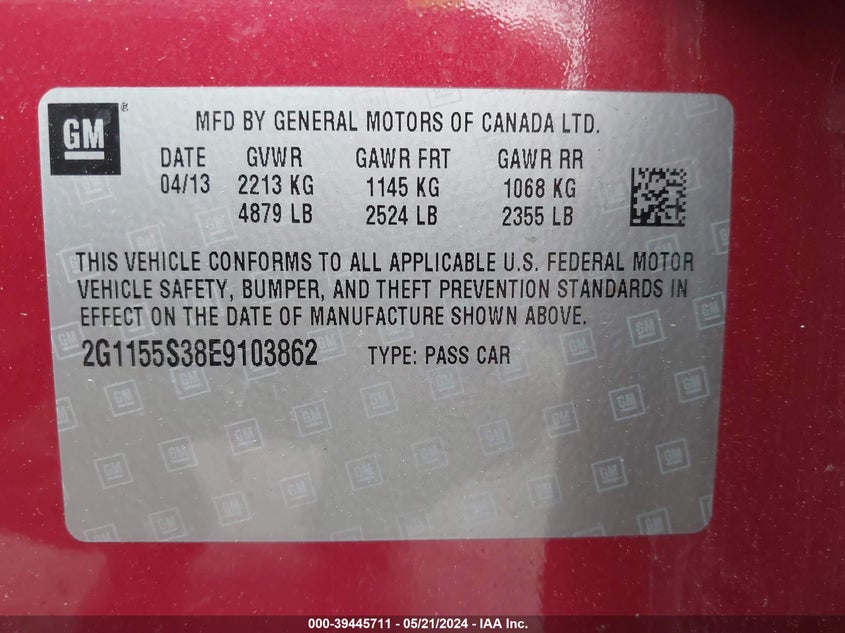 GM®
MFD BY GENERAL MOTORS OF CANADA LTD.
DATE GVWR GAWR FRT GAWR RR
04/13 2213 KG 1145 KG 1068 KG
4879 LB 2524 LB 2355 LB
THIS VEHICLE CONFORMS TO ALL APPLICABLE U.S. FEDERAL MOTOR
VEHICLE SAFETY, BUMPER, AND THEFT PREVENTION STANDARDS IN
EFFECT ON THE DATE OF MANUFACTURE SHOWN ABOVE.
2G1155S38E9103862 TYPE: PASS CAR
000-39445711 - 05/21/2024 - IAA Inc.